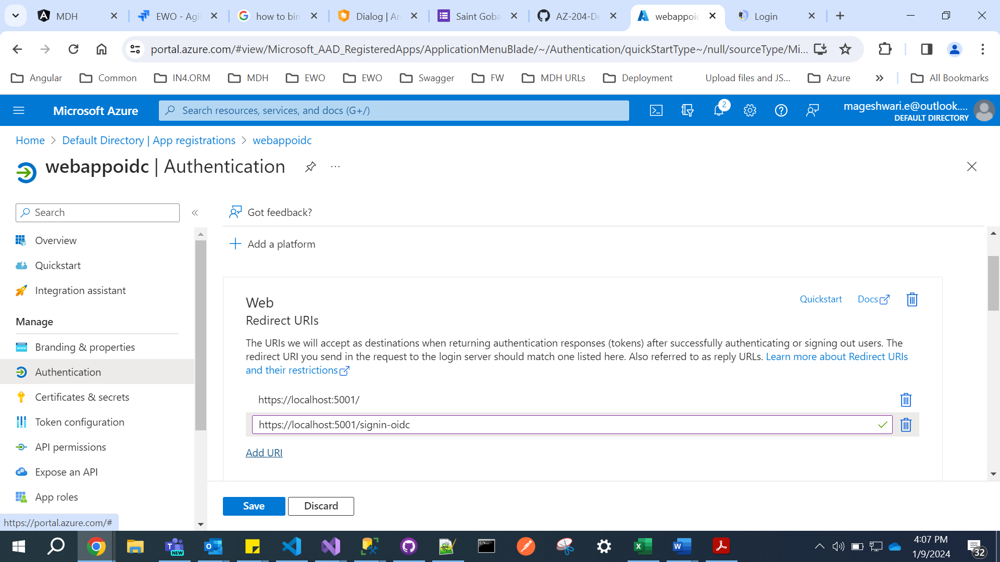 MDH
EWO - Agil
how to bin
Dialog | An
Saint Goba
AZ-204-De
webappoid
Login
portal.azure.com/#view/Microsoft_AAD_RegisteredApps/ApplicationMenuBlade/~/Authentication/quickStartType~/null/sourceType/Mi...
Angular
Common
IN4.ORM
MDH
EWO
EWO
Swagger
FW
MDH URLs
Deployment
Upload files and JS...
Azure
All Bookmarks
Microsoft Azure
Search resources, services, and docs (G+/)
2
mageshwari.e@outlook....
DEFAULT DIRECTORY
Home > Default Directory | App registrations > webappoidc
webappoidc | Authentication
Search
Got feedback?
Overview
Quickstart
Integration assistant
Manage
Branding & properties
Authentication
Certificates & secrets
Token configuration
API permissions
Expose an API
App roles
Add a platform
Web
Quickstart
Docs
Redirect URIs
The URIs we will accept as destinations when returning authentication responses (tokens) after successfully authenticating or signing out users. The
redirect URI you send in the request to the login server should match one listed here. Also referred to as reply URLs. Learn more about Redirect URIs
and their restrictions
https://localhost:5001/
https://localhost:5001/signin-oidc
Add URI
Save
Discard
https://portal.azure.com/#
NEW
4:07 PM
1/9/2024
32